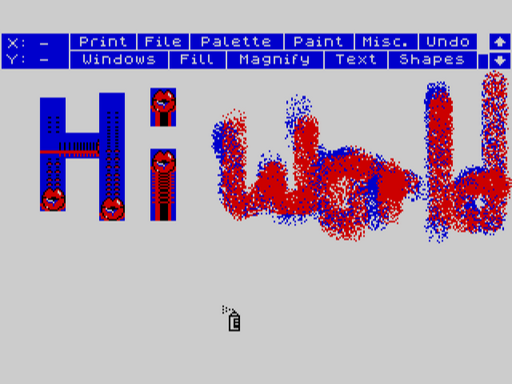 X: – Print File Palette Paint Misc. Undo
Y: – Windows Fill Magnify Text Shapes
Hi World